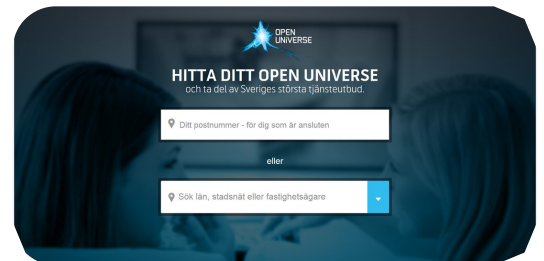 OPEN
UNIVERSE
HITTA DITT OPEN UNIVERSE
och ta del av Sveriges största tjänsteutbud.
Ditt postnummer - för dig som är ansluten
eller
Sök län, stadsnät eller fastighetsägare